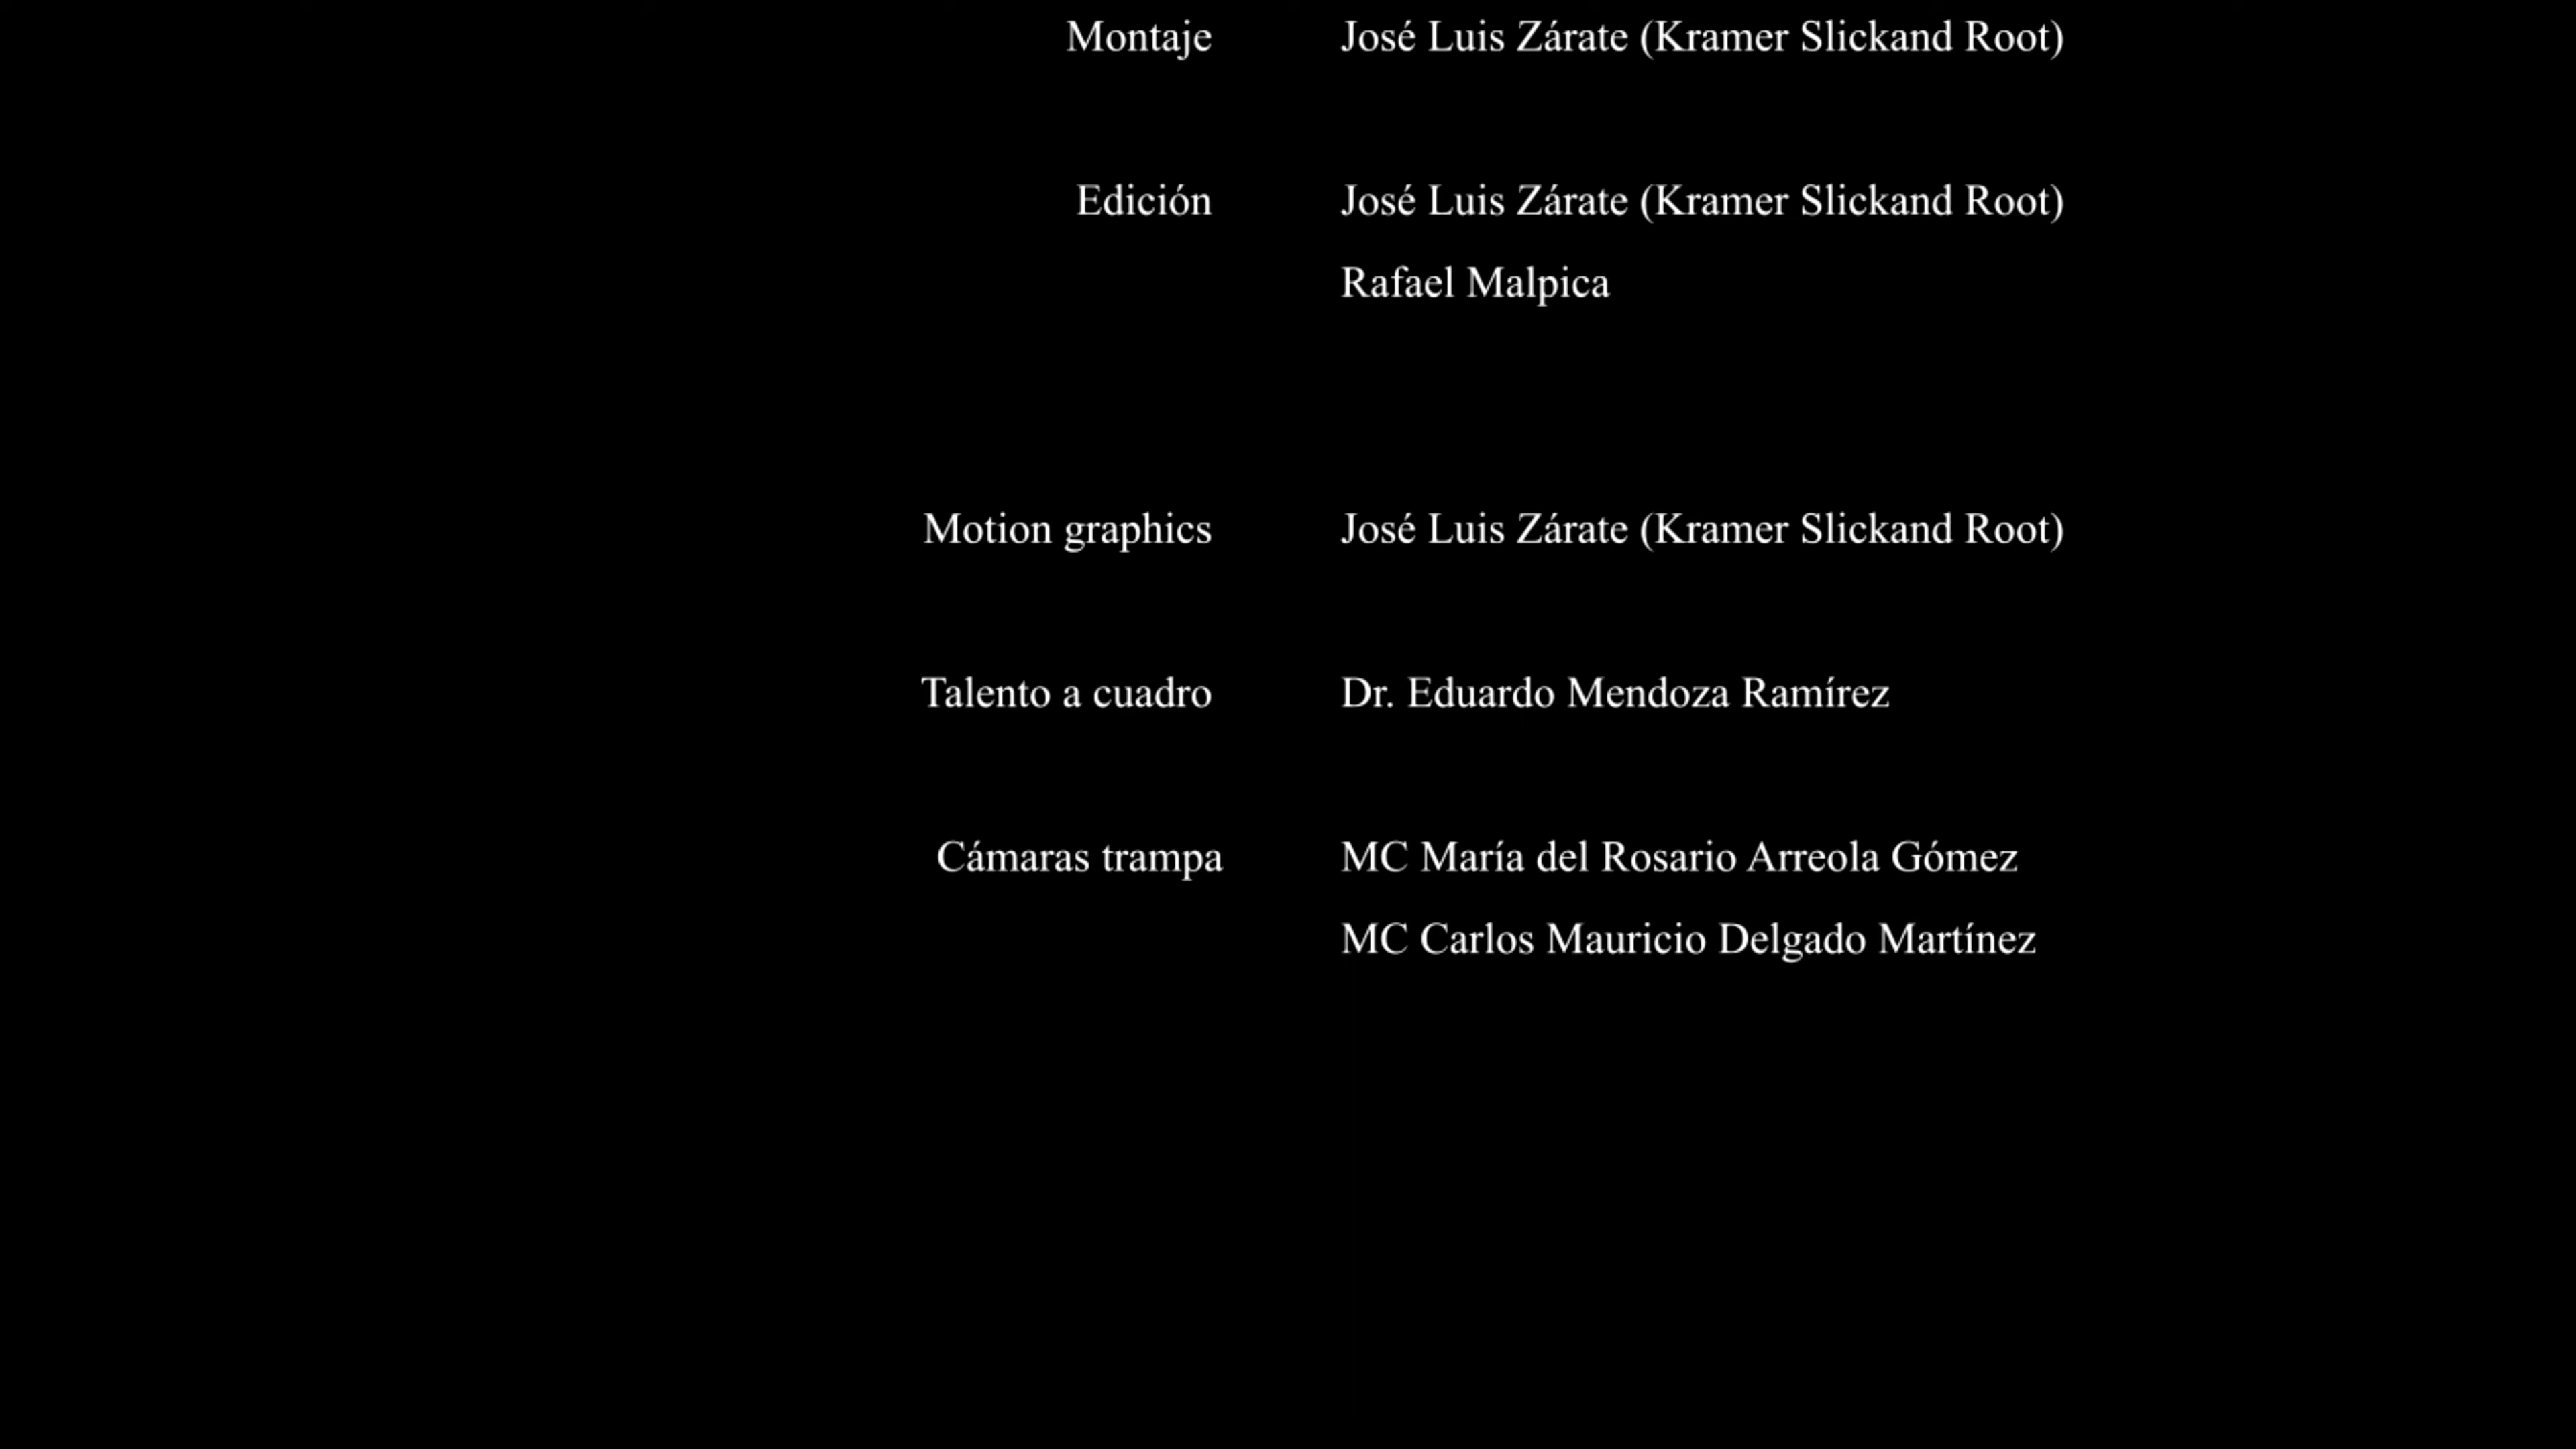 Montaje José Luis Zárate (Kramer Slickand Root)
Edición José Luis Zárate (Kramer Slickand Root)
Rafael Malpica
Motion graphics José Luis Zárate (Kramer Slickand Root)
Talento a cuadro Dr. Eduardo Mendoza Ramírez
Cámaras trampa MC María del Rosario Arreola Gómez
MC Carlos Mauricio Delgado Martínez